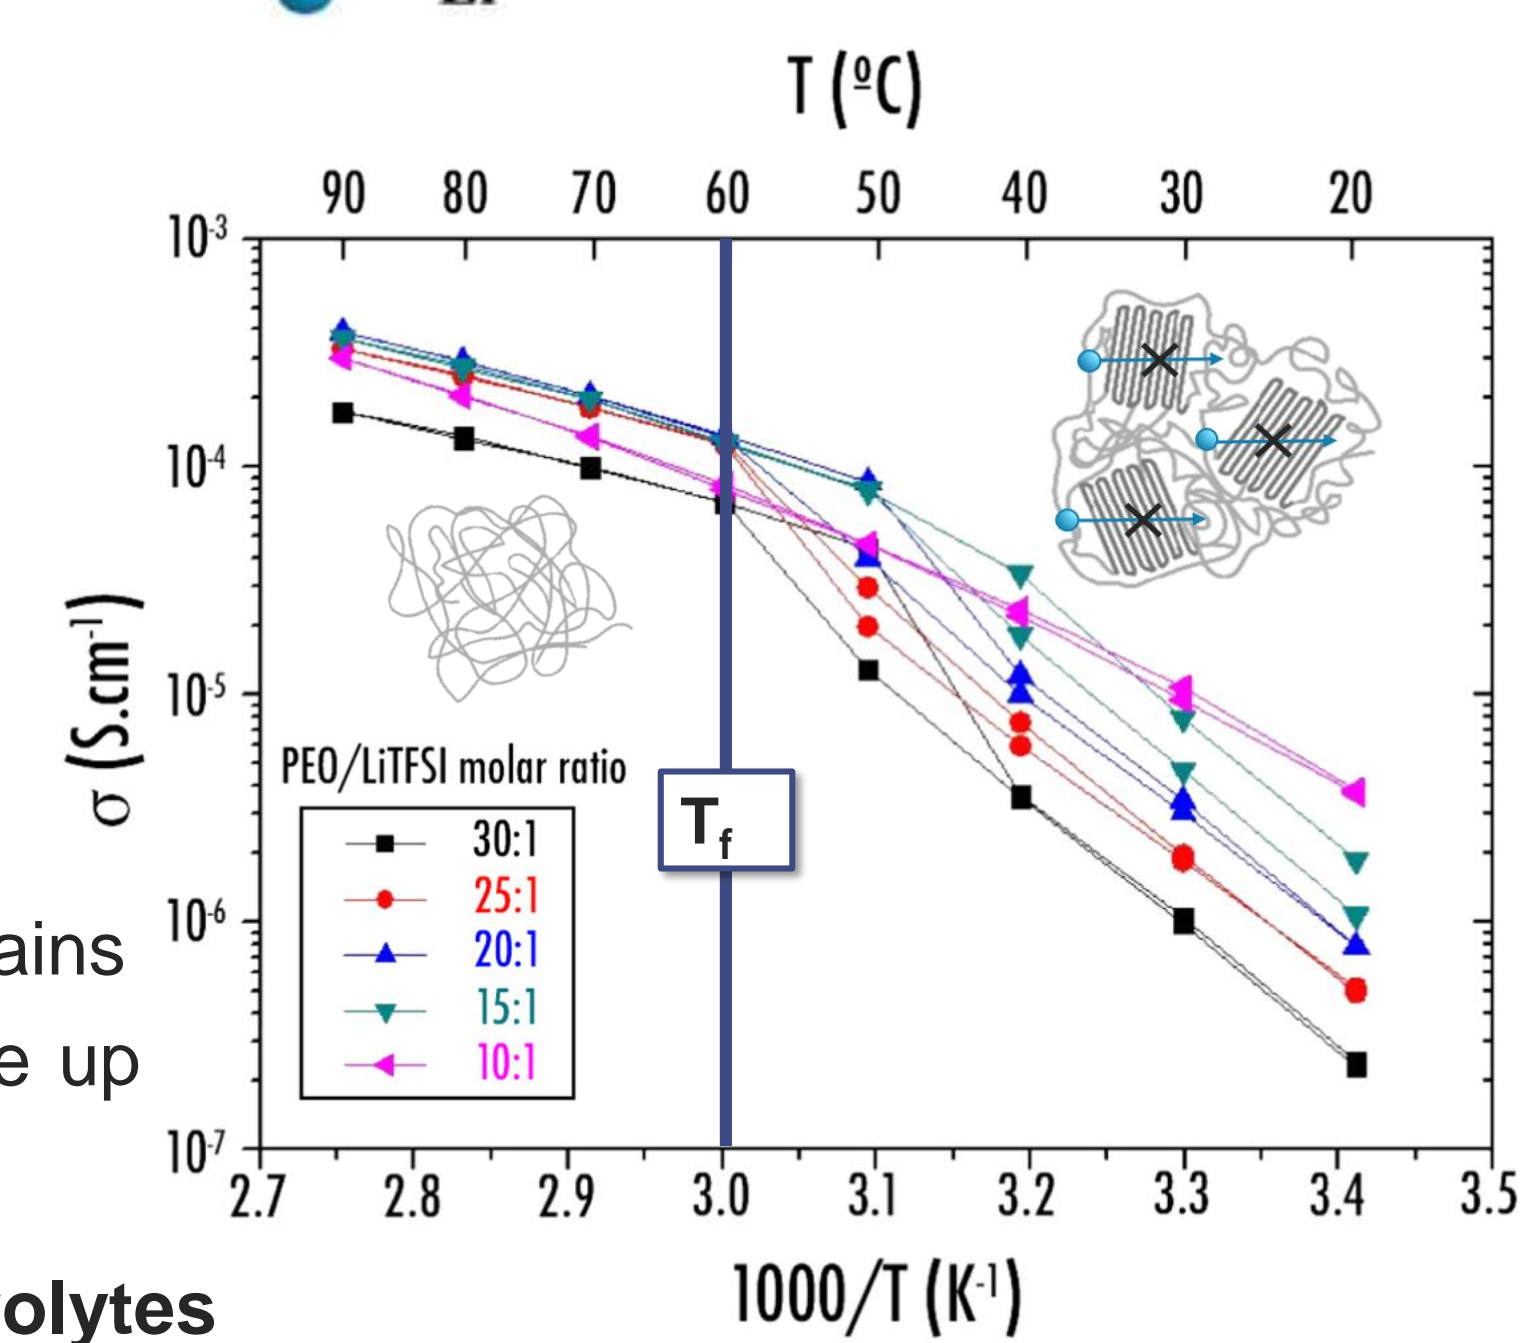 T (ºC)
90 80 70 60 50 40 30 20
10-3
10-4
10-5
10-6
10-7
σ (S.cm-1)
PEO/LiTFSI molar ratio
30:1
25:1
20:1
15:1
10:1
Tf
ains
e up
2.7 2.8 2.9 3.0 3.1 3.2 3.3 3.4 3.5
1000/T (K-1)
olytes